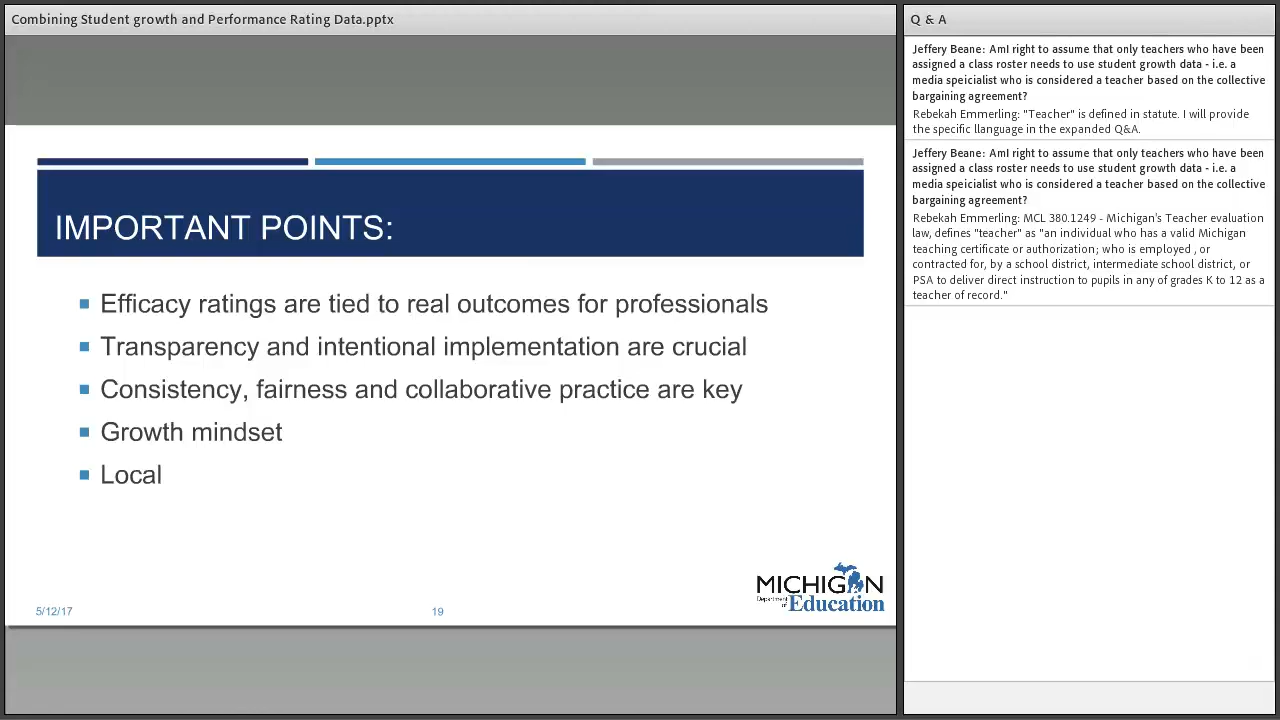 Combining Student growth and Performance Rating Data.pptx
IMPORTANT POINTS:
Efficacy ratings are tied to real outcomes for professionals
Transparency and intentional implementation are crucial
Consistency, fairness and collaborative practice are key
Growth mindset
Local
5/12/17
19
MICHIGAN
Department of Education
Q & A
Jeffery Beane: AmI right to assume that only teachers who have been
assigned a class roster needs to use student growth data - i.e. a
media speicialist who is considered a teacher based on the collective
bargaining agreement?
Rebekah Emmerling: "Teacher" is defined in statute. I will provide
the specific llanguage in the expanded Q&A.
Jeffery Beane: AmI right to assume that only teachers who have been
assigned a class roster needs to use student growth data - i.e. a
media speicialist who is considered a teacher based on the collective
bargaining agreement?
Rebekah Emmerling: MCL 380.1249 - Michigan's Teacher evaluation
law, defines "teacher" as "an individual who has a valid Michigan
teaching certificate or authorization; who is employed , or
contracted for, by a school district, intermediate school district, or
PSA to deliver direct instruction to pupils in any of grades K to 12 as a
teacher of record."